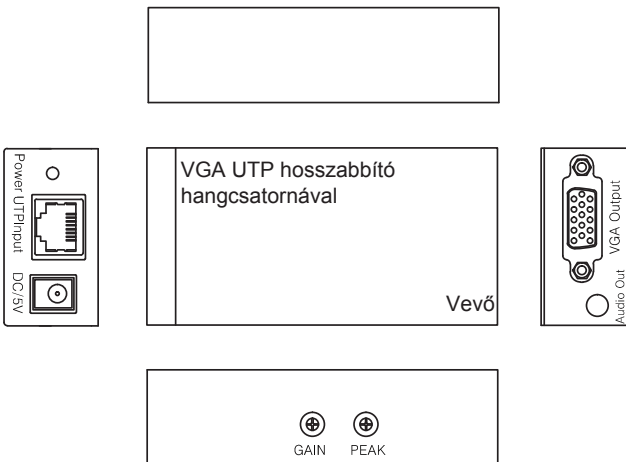 Power UTPInput
DC/5V
VGA UTP hosszabbító
hangcsatornával
Vevő
VGA Output
Audio Out
GAIN PEAK